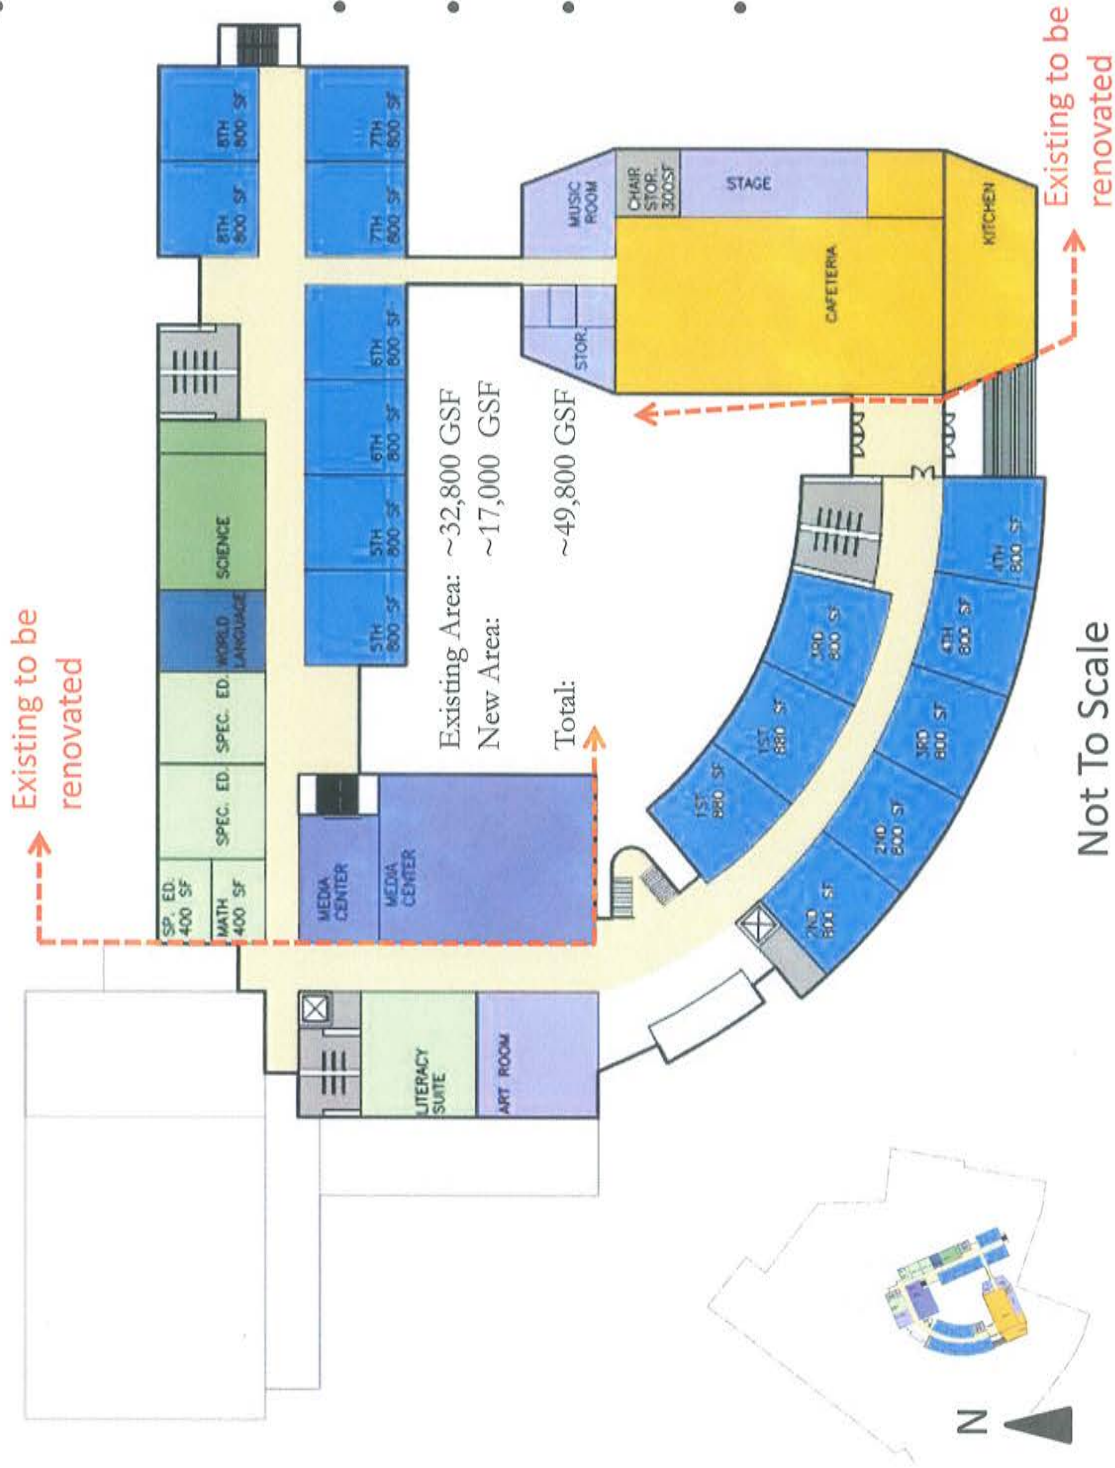 Existing to be
renovated
8TH
800 SF
8TH
800 SF
7TH
800 SF
7TH
800 SF
6TH
800 SF
6TH
800 SF
5TH
800 SF
5TH
800 SF
SCIENCE
WORLD
LANGUAGE
SPEC. ED.
SPEC. ED.
SP. ED.
400 SF
MATH
400 SF
MEDIA
CENTER
MEDIA
CENTER
LITERACY
SUITE
ART ROOM
Existing Area: ~32,800 GSF
New Area: ~17,000 GSF
Total: ~49,800 GSF
MUSIC
ROOM
STOR.
CHAIR
STOR.
300SF
STAGE
CAFETERIA
KITCHEN
Existing to be
renovated
3RD
800 SF
1ST
880 SF
1ST
880 SF
4TH
800 SF
4TH
800 SF
3RD
800 SF
2ND
800 SF
2ND
800 SF
Not To Scale
N